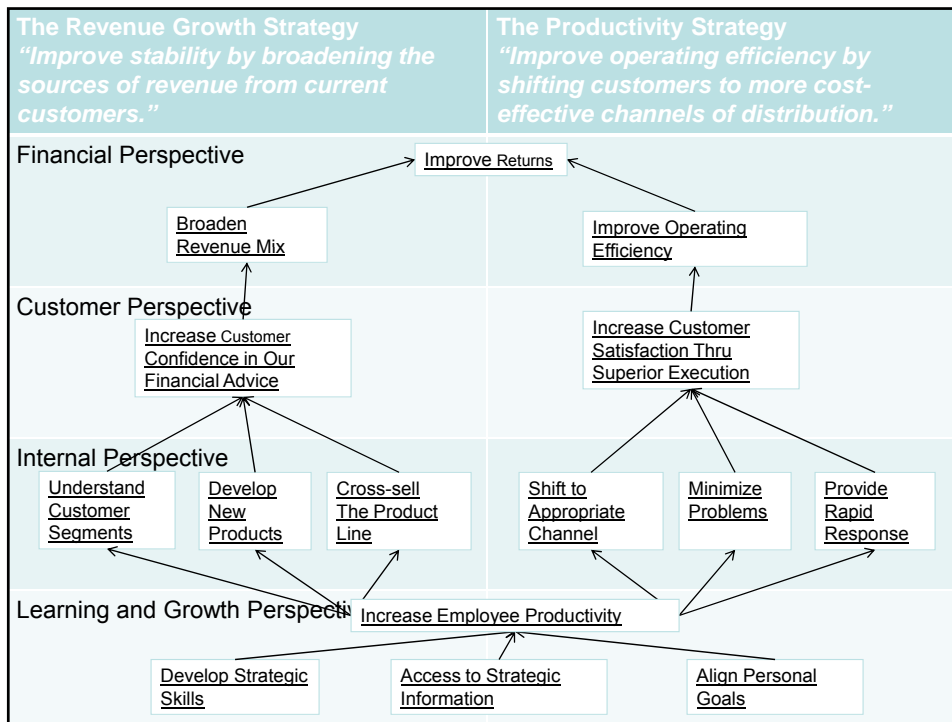 The Revenue Growth Strategy
“Improve stability by broadening the
sources of revenue from current
customers.”
The Productivity Strategy
“Improve operating efficiency by
shifting customers to more cost-
effective channels of distribution.”
Financial Perspective
Improve Returns
Broaden
Revenue Mix
Improve Operating
Efficiency
Customer Perspective
Increase Customer
Confidence in Our
Financial Advice
Increase Customer
Satisfaction Thru
Superior Execution
Internal Perspective
Understand
Customer
Segments
Develop
New
Products
Cross-sell
The Product
Line
Shift to
Appropriate
Channel
Minimize
Problems
Provide
Rapid
Response
Learning and Growth Perspectiv
Increase Employee Productivity
Develop Strategic
Skills
Access to Strategic
Information
Align Personal
Goals